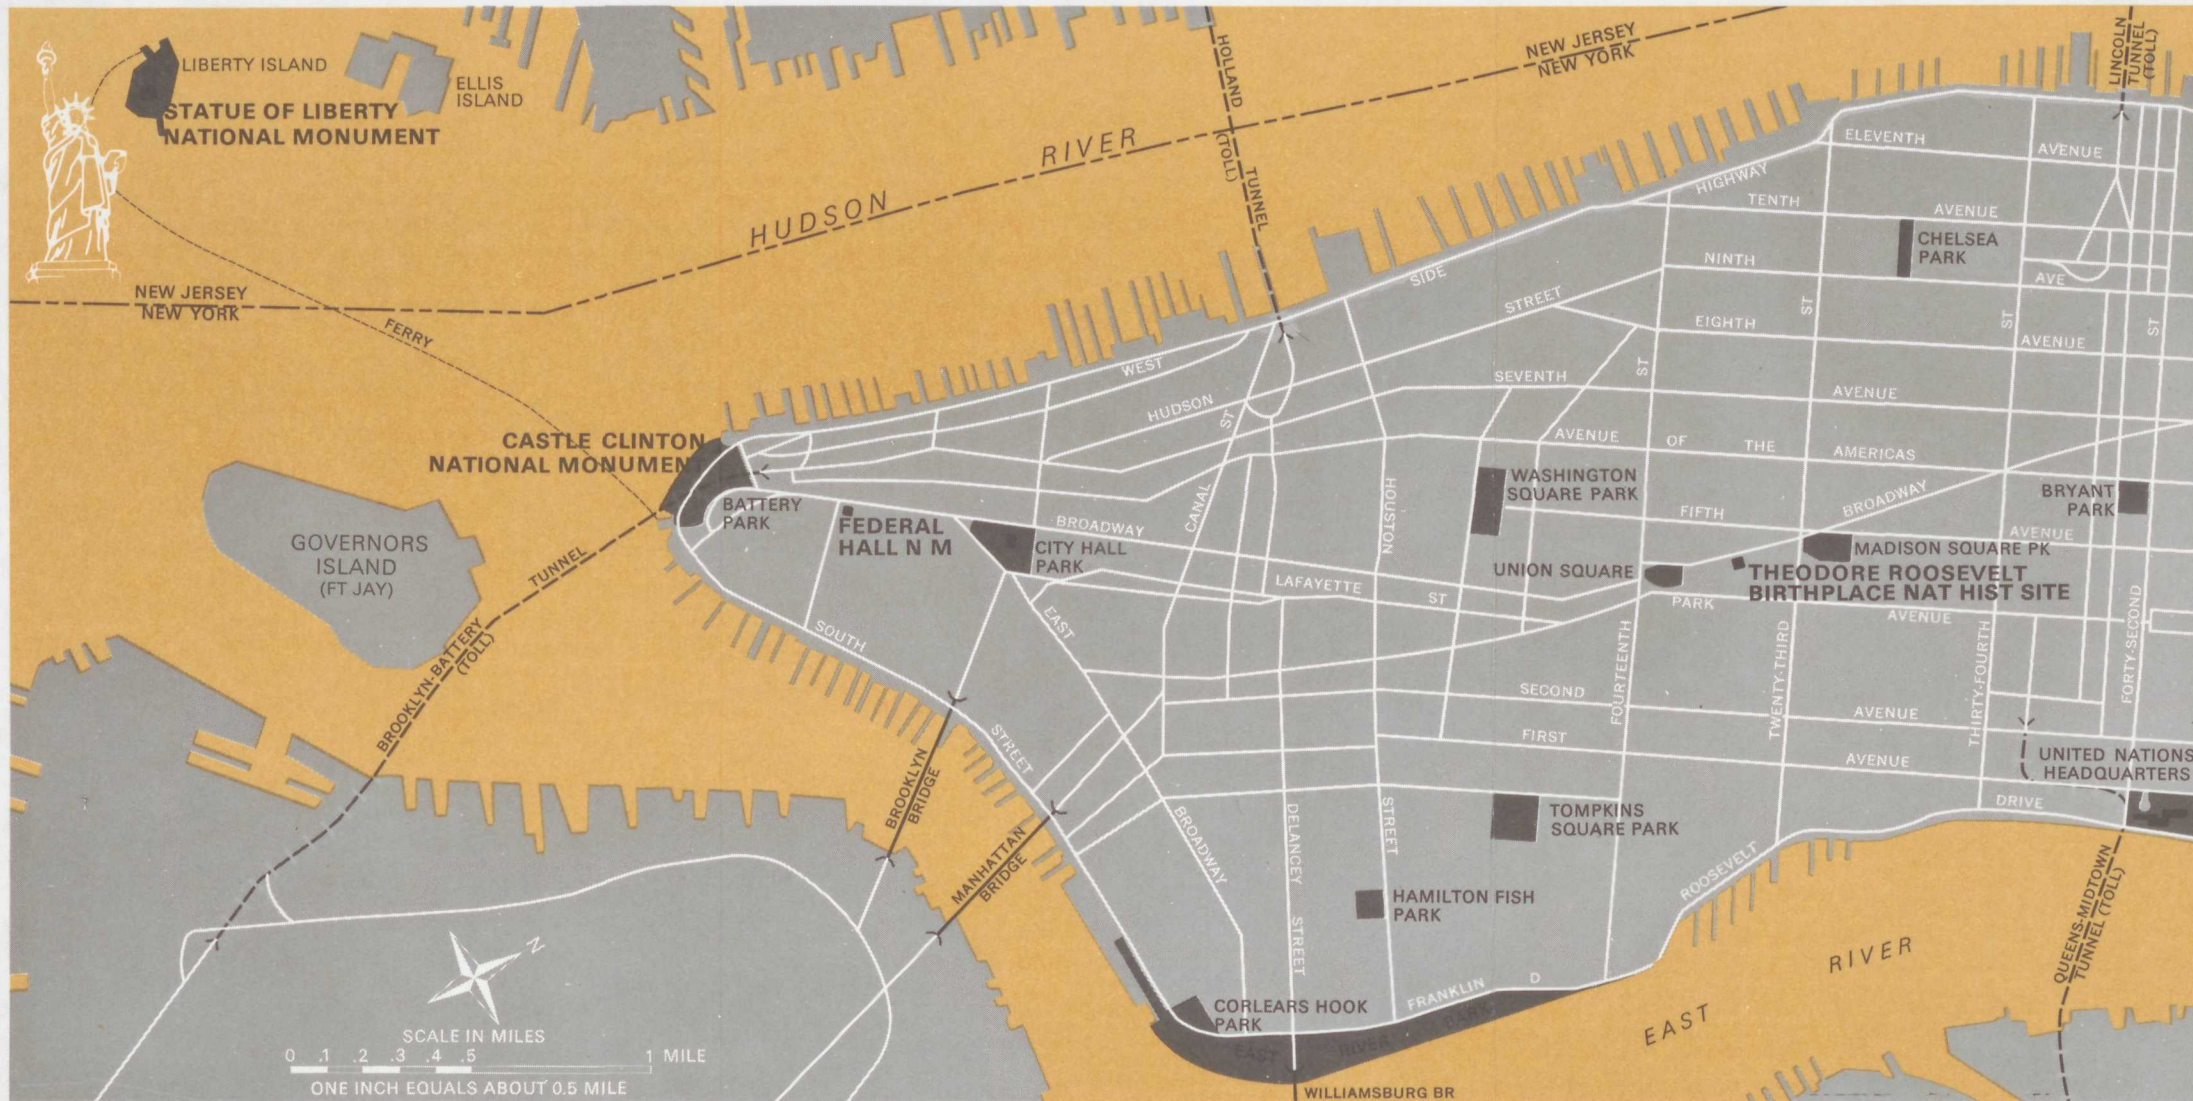 LIBERTY ISLAND
STATUE OF LIBERTY
NATIONAL MONUMENT
ELLIS
ISLAND
HOLLAND
(TOLL)
TUNNEL
NEW JERSEY
NEW YORK
LINCOLN
TUNNEL
(TOLL)
HUDSON RIVER
NEW JERSEY
NEW YORK
FERRY
CASTLE CLINTON
NATIONAL MONUMENT
BATTERY
PARK
FEDERAL
HALL N M
CITY HALL
PARK
GOVERNORS
ISLAND
(FT JAY)
BROOKLYN-BATTERY
(TOLL)
TUNNEL
WEST SIDE HIGHWAY
HUDSON STREET
CANAL ST
BROADWAY
LAFAYETTE ST
HOUSTON STREET
EAST BROADWAY
SOUTH STREET
DELANCEY STREET
ELEVENTH AVENUE
TENTH AVENUE
CHELSEA
PARK
NINTH AVE
EIGHTH AVENUE
SEVENTH AVENUE
AVENUE OF THE AMERICAS
BROADWAY
FIFTH AVENUE
PARK AVENUE
SECOND AVENUE
FIRST AVENUE
FOURTEENTH ST
TWENTY-THIRD ST
THIRTY-FOURTH ST
FORTY-SECOND ST
WASHINGTON
SQUARE PARK
BRYANT
PARK
UNION SQUARE
MADISON SQUARE PK
THEODORE ROOSEVELT
BIRTHPLACE NAT HIST SITE
UNITED NATIONS
HEADQUARTERS
TOMPKINS
SQUARE PARK
HAMILTON FISH
PARK
CORLEARS HOOK
PARK
FRANKLIN D ROOSEVELT DRIVE
EAST RIVER PARK
EAST RIVER
QUEENS-MIDTOWN
TUNNEL (TOLL)
BROOKLYN
BRIDGE
MANHATTAN
BRIDGE
WILLIAMSBURG BR
N
SCALE IN MILES
0 .1 .2 .3 .4 .5 1 MILE
ONE INCH EQUALS ABOUT 0.5 MILE